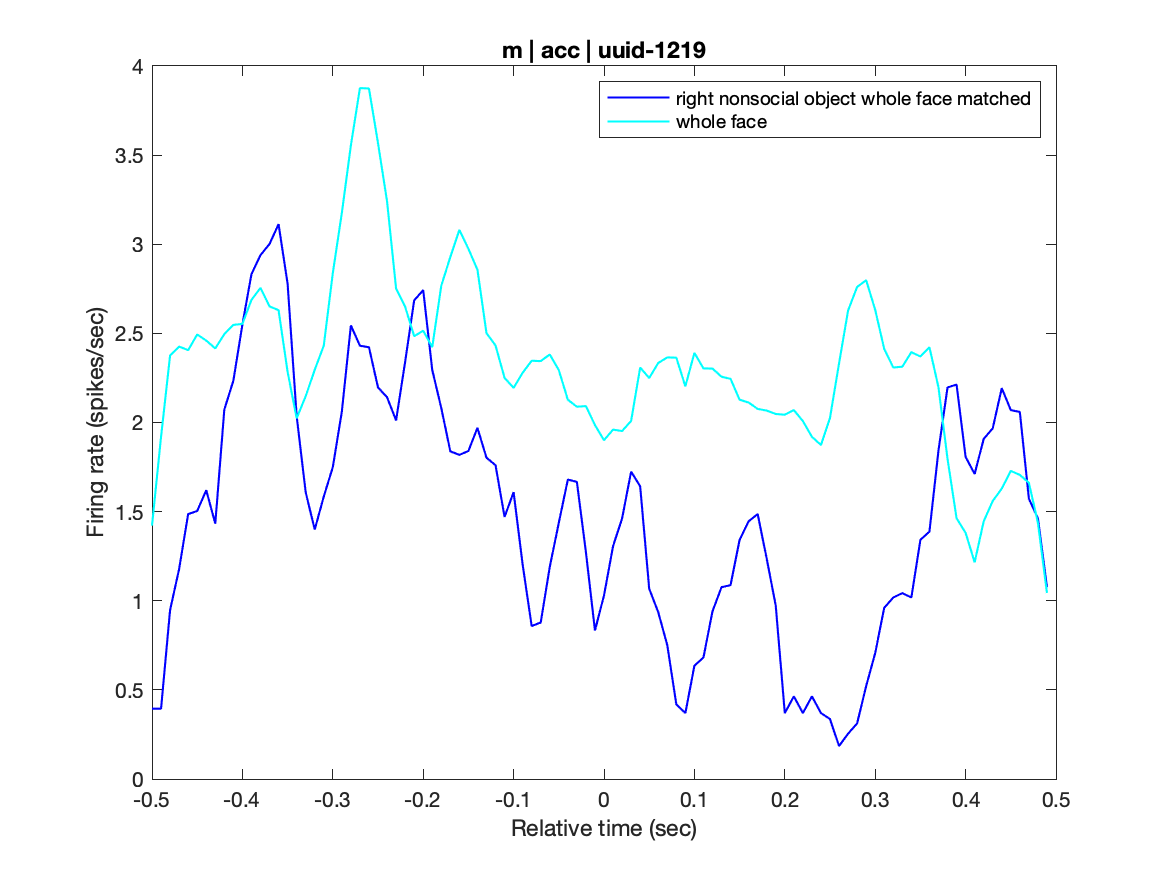 m | acc | uuid-1219
right nonsocial object whole face matched
whole face
Firing rate (spikes/sec)
4
3.5
3
2.5
2
1.5
1
0.5
0
-0.5 -0.4 -0.3 -0.2 -0.1 0 0.1 0.2 0.3 0.4 0.5
Relative time (sec)